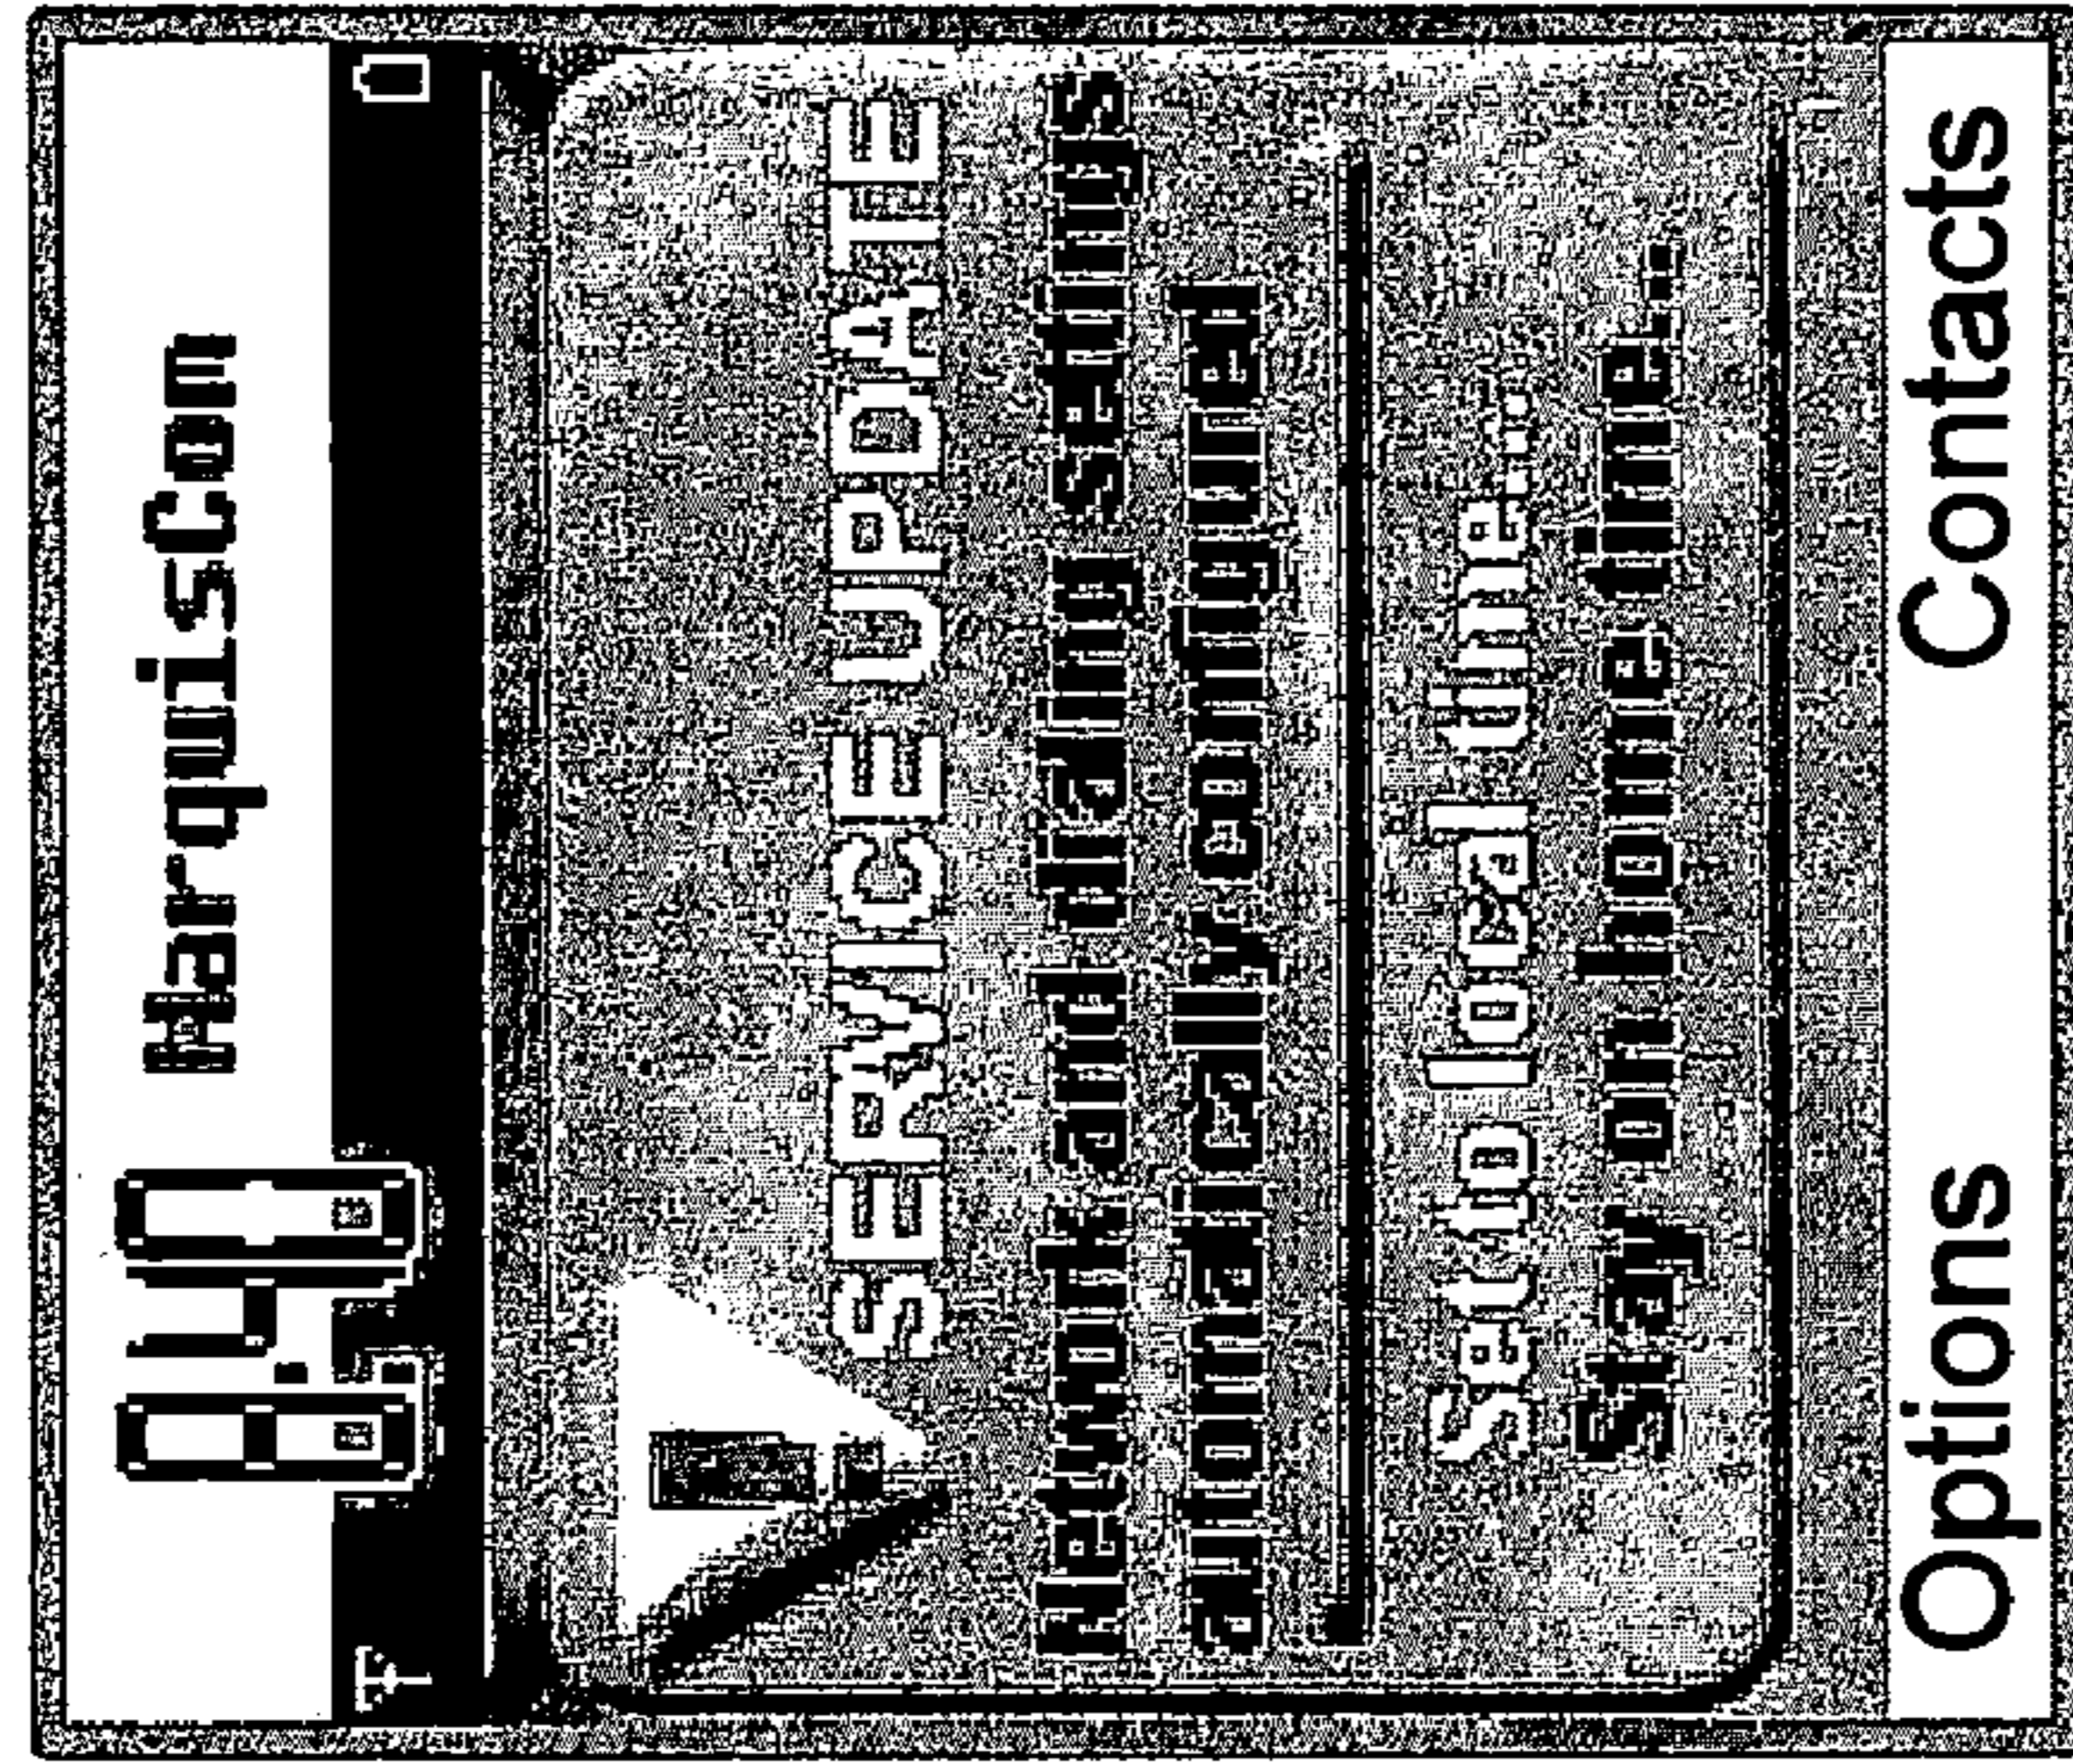 8:40 MarquisCom
SERVICE UPDATE
Network and dialing settings
automatically configured
Set to local time...
Stay on home time...
Options Contacts